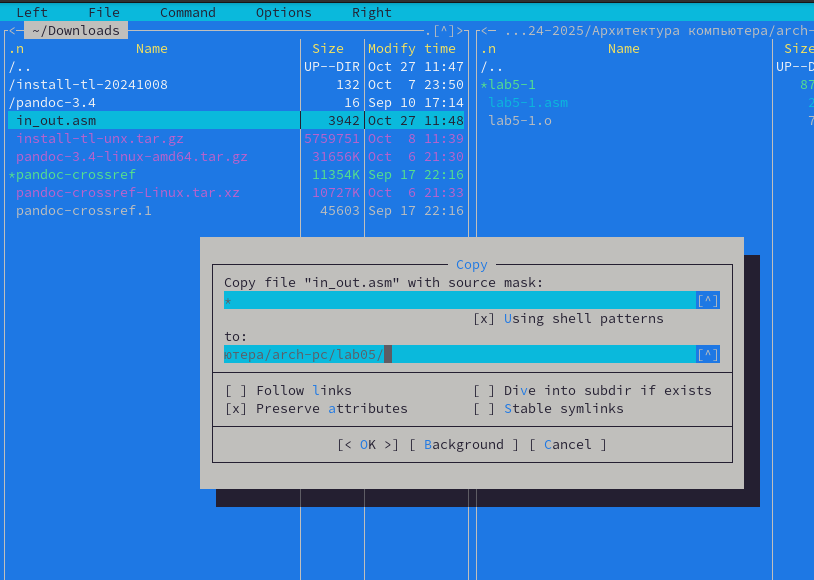 Left File Command Options Right
<─ ~/Downloads .[^]> <─ ...24-2025/Архитектура компьютера/arch-
.n Name Size Modify time .n Name Size
/.. UP--DIR Oct 27 11:47 /.. UP--D
/install-tl-20241008 132 Oct 7 23:50 *lab5-1 87
/pandoc-3.4 16 Sep 10 17:14 lab5-1.asm 2
in_out.asm 3942 Oct 27 11:48 lab5-1.o 7
install-tl-unx.tar.gz 5759751 Oct 8 11:39
pandoc-3.4-linux-amd64.tar.gz 31656K Oct 6 21:30
*pandoc-crossref 11354K Sep 17 22:16
pandoc-crossref-Linux.tar.xz 10727K Oct 6 21:33
pandoc-crossref.1 45603 Sep 17 22:16
Copy
Copy file "in_out.asm" with source mask:
* [^]
[x] Using shell patterns
to:
ютера/arch-pc/lab05/ [^]
[ ] Follow links [ ] Dive into subdir if exists
[x] Preserve attributes [ ] Stable symlinks
[< OK >] [ Background ] [ Cancel ]